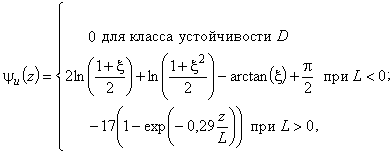 0 для класса устойчивости D
ψᵤ(z) = { 2ln((1+ξ)/2) + ln((1+ξ²)/2) − arctan(ξ) + π/2 при L < 0;
−17(1 − exp(−0,29 z/L)) при L > 0,